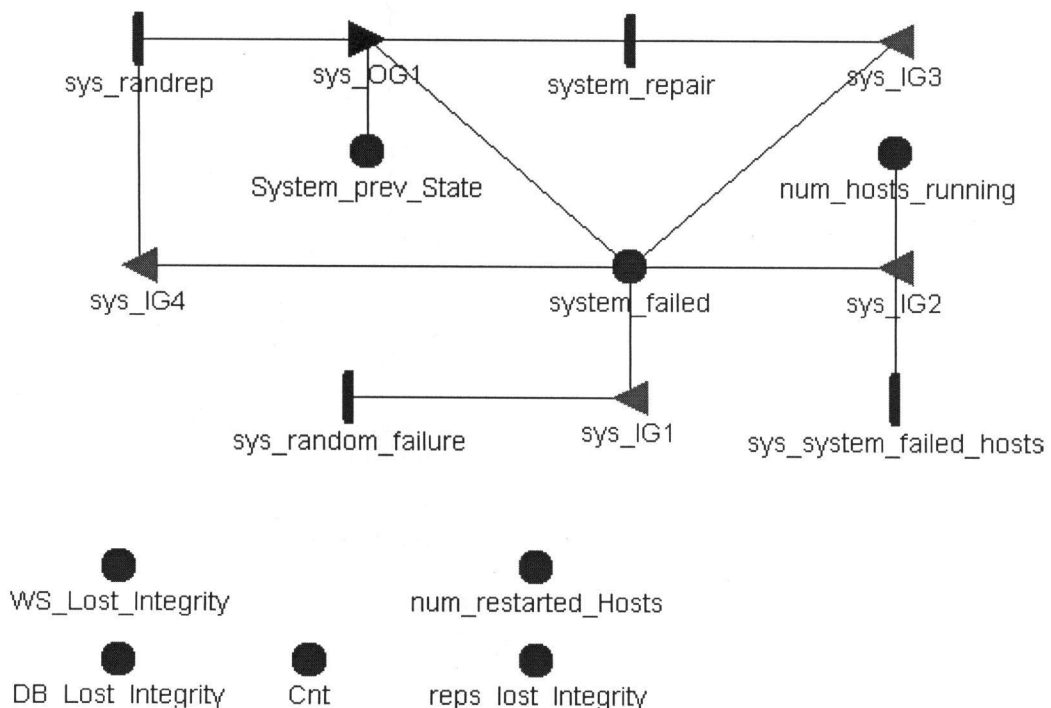 sys_randrep
sys_OG1
system_repair
sys_IG3
System_prev_State
num_hosts_running
sys_IG4
system_failed
sys_IG2
sys_random_failure
sys_IG1
sys_system_failed_hosts
WS_Lost_Integrity
num_restarted_Hosts
DB_Lost_Integrity
Cnt
reps_lost_Integrity